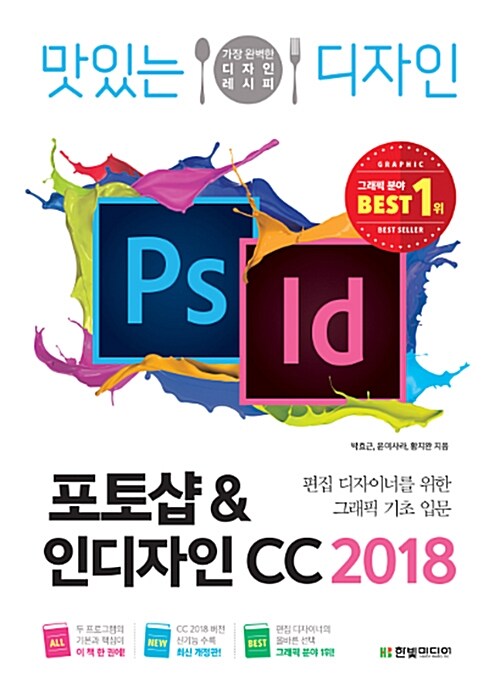 맛있는 디자인
가장 완벽한
디자인
레시피
GRAPHIC
그래픽 분야
BEST 1위
BEST SELLER
Ps
Id
박효근, 윤이사라, 황지완 지음
포토샵 &
인디자인 CC 2018
편집 디자이너를 위한
그래픽 기초 입문
ALL
두 프로그램의
기본과 핵심이
이 책 한 권에!
NEW
CC 2018 버전
신기능 수록
최신 개정판!
BEST
편집 디자이너의
올바른 선택
그래픽 분야 1위!
HB 한빛미디어